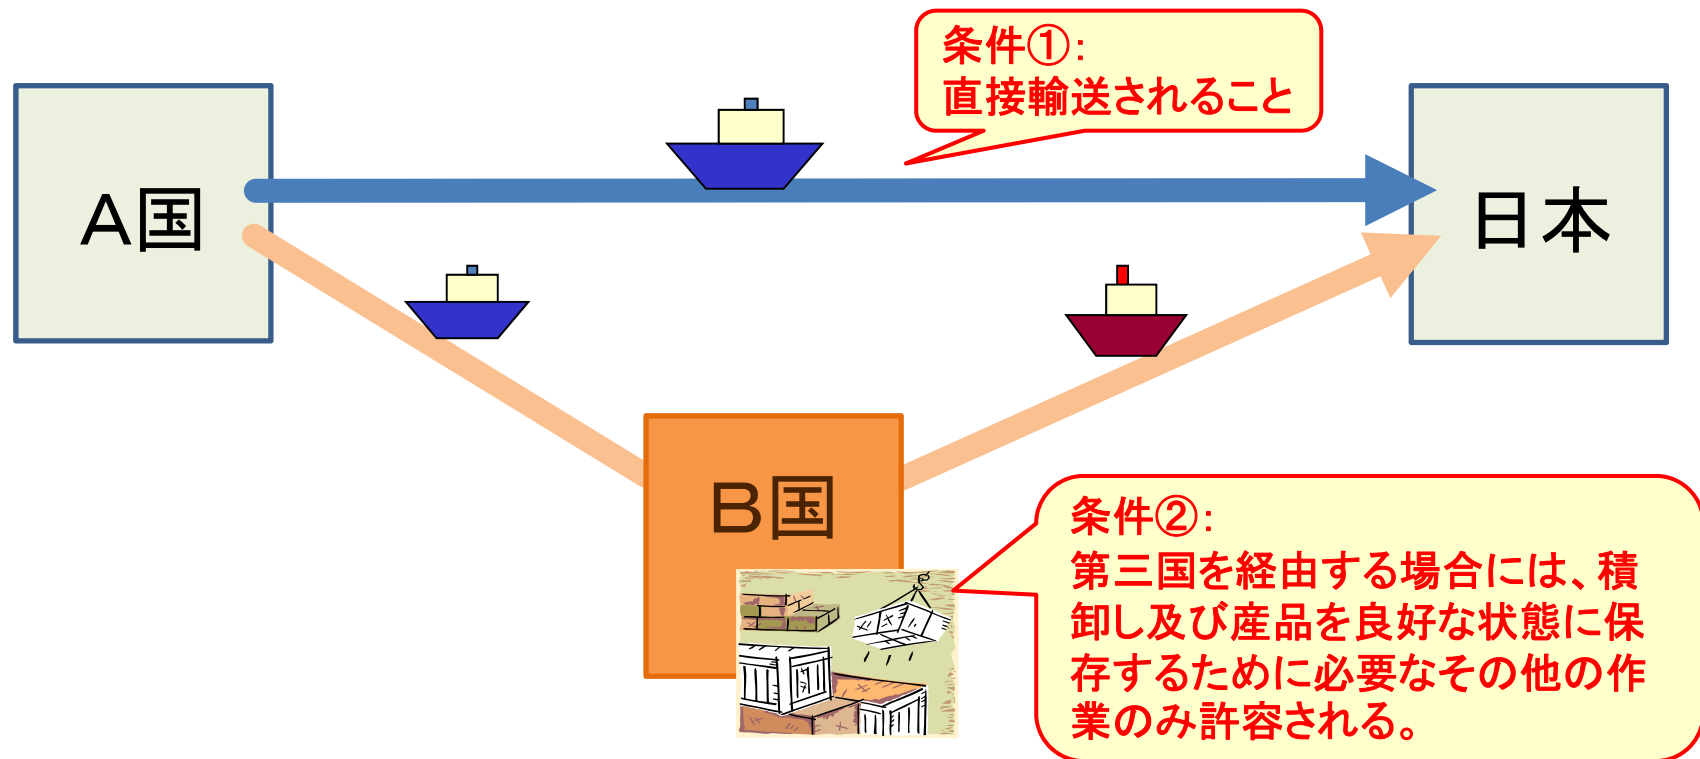 条件①：
直接輸送されること
Ａ国
日本
Ｂ国
条件②：
第三国を経由する場合には、積
卸し及び産品を良好な状態に保
存するために必要なその他の作
業のみ許容される。